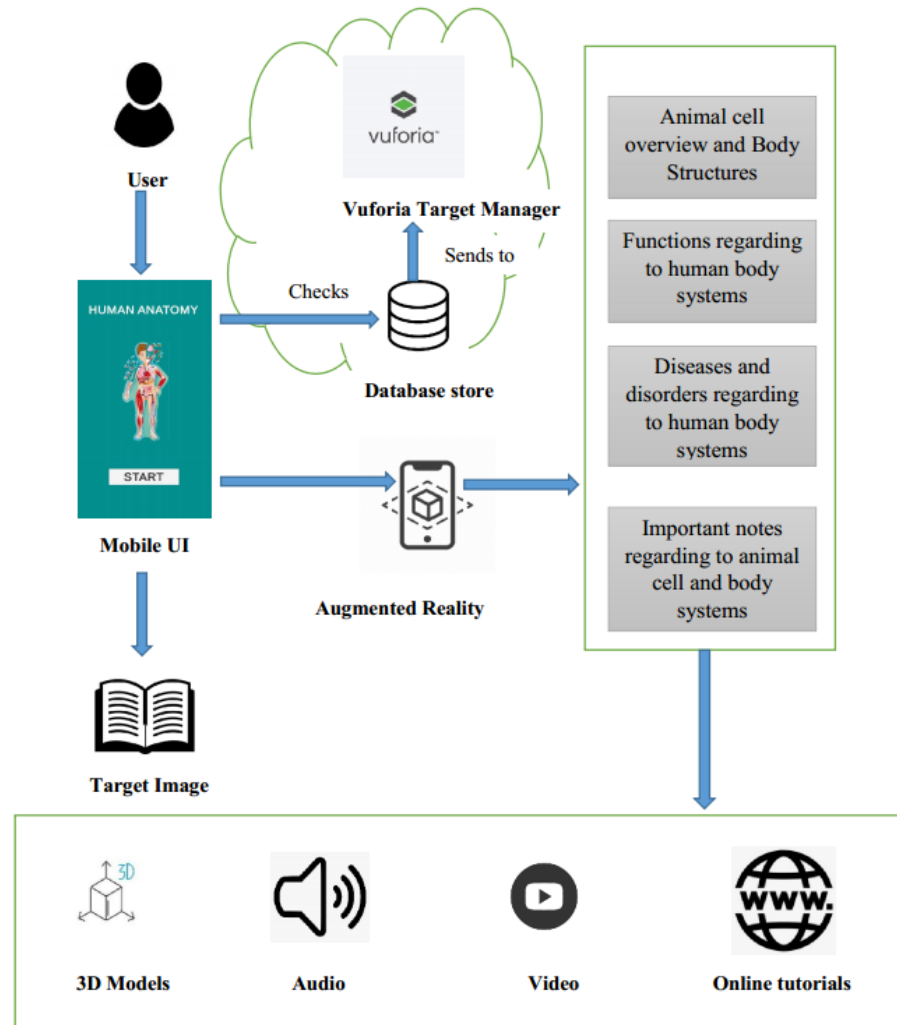 User
vuforia™
Vuforia Target Manager
Sends to
Checks
Database store
HUMAN ANATOMY
START
Mobile UI
Augmented Reality
Target Image
Animal cell
overview and Body
Structures
Functions regarding
to human body
systems
Diseases and
disorders regarding
to human body
systems
Important notes
regarding to animal
cell and body
systems
3D
3D Models
Audio
Video
www.
Online tutorials